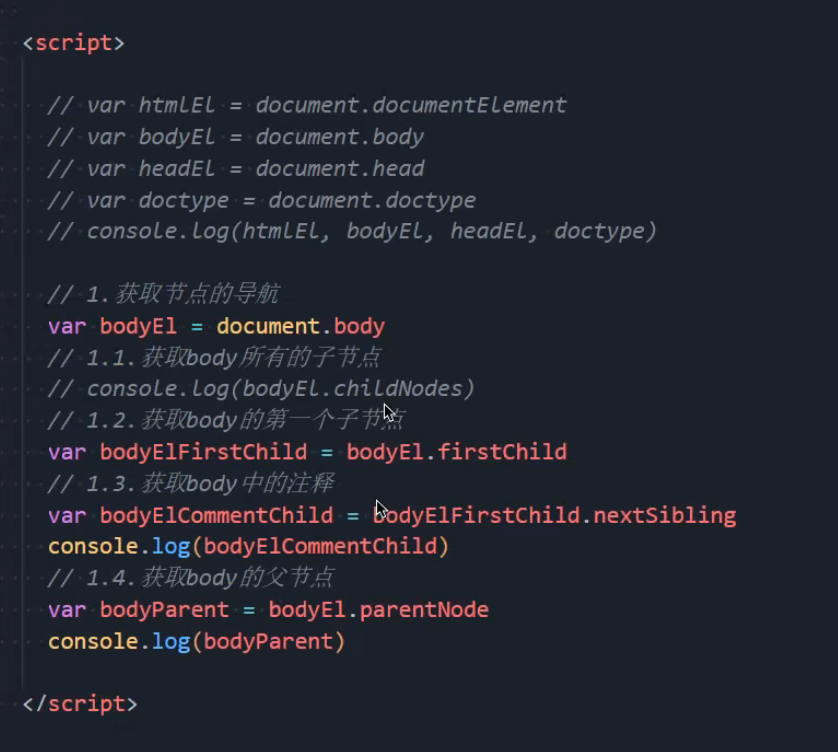 <script>
// var htmlEl = document.documentElement
// var bodyEl = document.body
// var headEl = document.head
// var doctype = document.doctype
// console.log(htmlEl, bodyEl, headEl, doctype)
// 1.获取节点的导航
var bodyEl = document.body
// 1.1.获取body所有的子节点
// console.log(bodyEl.childNodes)
// 1.2.获取body的第一个子节点
var bodyElFirstChild = bodyEl.firstChild
// 1.3.获取body中的注释
var bodyElCommentChild = bodyElFirstChild.nextSibling
console.log(bodyElCommentChild)
// 1.4.获取body的父节点
var bodyParent = bodyEl.parentNode
console.log(bodyParent)
</script>